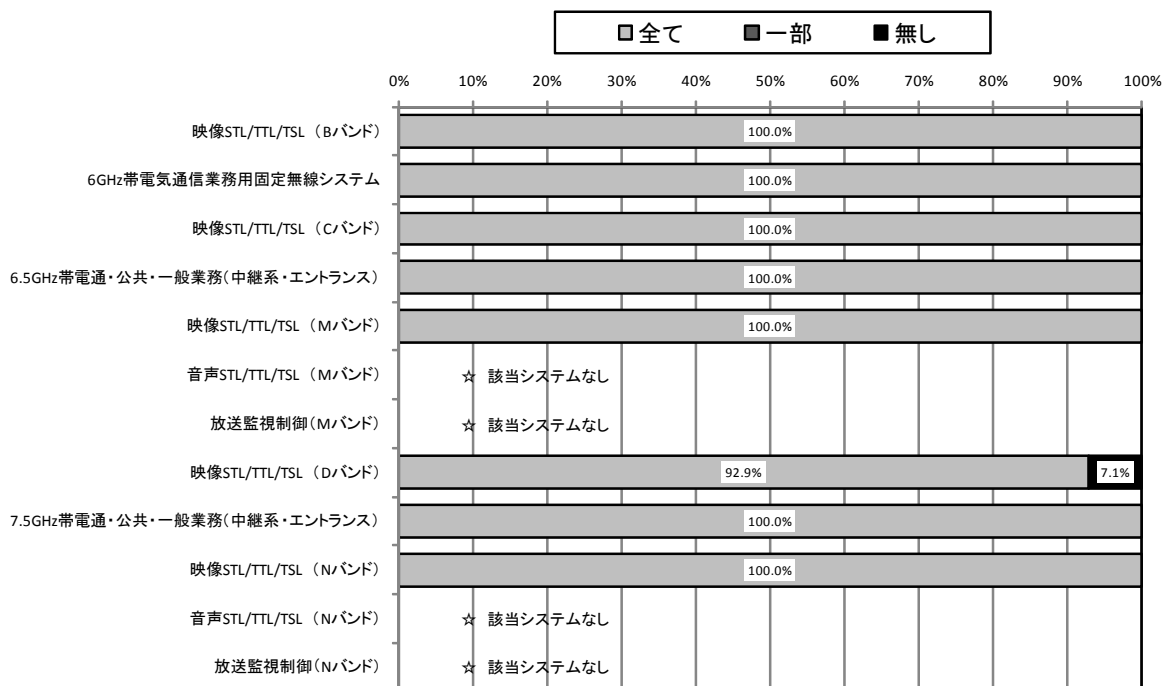 全て 一部 無し
0% 10% 20% 30% 40% 50% 60% 70% 80% 90% 100%
映像STL/TTL/TSL （Bバンド） 100.0%
6GHz帯電気通信業務用固定無線システム 100.0%
映像STL/TTL/TSL （Cバンド） 100.0%
6.5GHz帯電通・公共・一般業務（中継系・エントランス） 100.0%
映像STL/TTL/TSL （Mバンド） 100.0%
音声STL/TTL/TSL （Mバンド） ☆ 該当システムなし
放送監視制御（Mバンド） ☆ 該当システムなし
映像STL/TTL/TSL （Dバンド） 92.9% 7.1%
7.5GHz帯電通・公共・一般業務（中継系・エントランス） 100.0%
映像STL/TTL/TSL （Nバンド） 100.0%
音声STL/TTL/TSL （Nバンド） ☆ 該当システムなし
放送監視制御（Nバンド） ☆ 該当システムなし